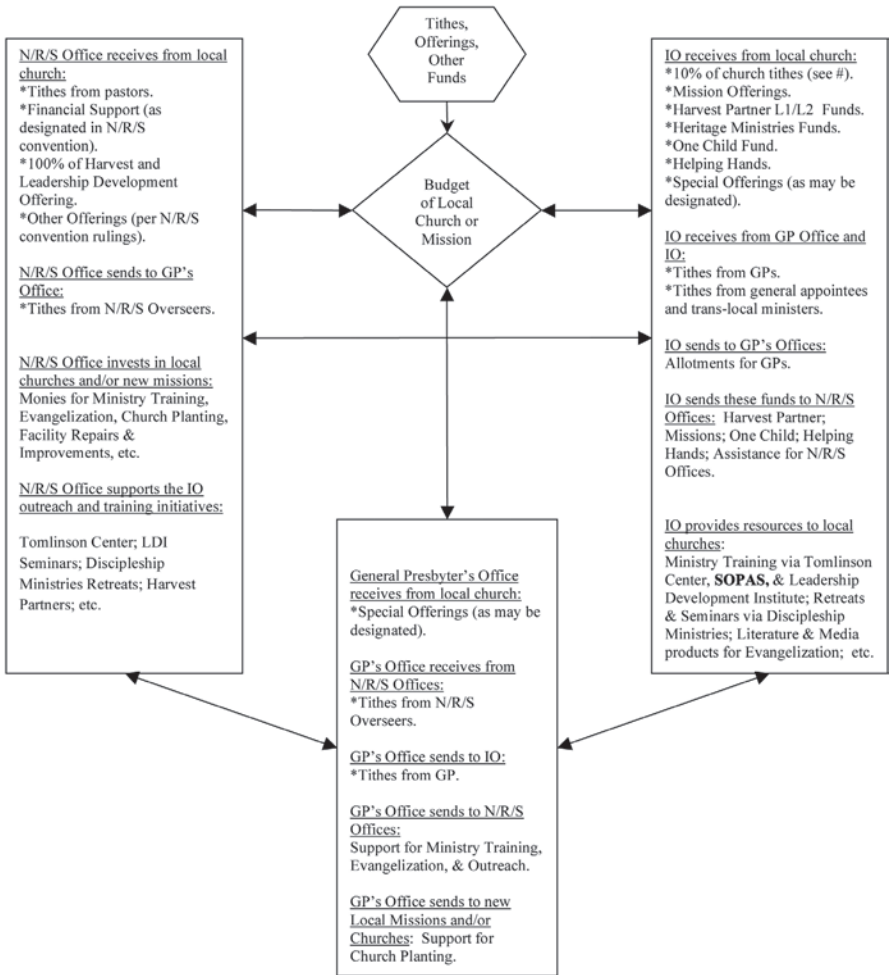 Tithes,
Offerings,
Other
Funds
Budget
of Local
Church or
Mission
N/R/S Office receives from local
church:
*Tithes from pastors.
*Financial Support (as
designated in N/R/S
convention).
*100% of Harvest and
Leadership Development
Offering.
*Other Offerings (per N/R/S
convention rulings).
N/R/S Office sends to GP's
Office:
*Tithes from N/R/S Overseers.
N/R/S Office invests in local
churches and/or new missions:
Monies for Ministry Training,
Evangelization, Church Planting,
Facility Repairs &
Improvements, etc.
N/R/S Office supports the IO
outreach and training initiatives:
Tomlinson Center; LDI
Seminars; Discipleship
Ministries Retreats; Harvest
Partners; etc.
General Presbyter's Office
receives from local church:
*Special Offerings (as may be
designated).
GP's Office receives from
N/R/S Offices:
*Tithes from N/R/S
Overseers.
GP's Office sends to IO:
*Tithes from GP.
GP's Office sends to N/R/S
Offices:
Support for Ministry Training,
Evangelization, & Outreach.
GP's Office sends to new
Local Missions and/or
Churches: Support for
Church Planting.
IO receives from local church:
*10% of church tithes (see #).
*Mission Offerings.
*Harvest Partner L1/L2 Funds.
*Heritage Ministries Funds.
*One Child Fund.
*Helping Hands.
*Special Offerings (as may be
designated).
IO receives from GP Office and
IO:
*Tithes from GPs.
*Tithes from general appointees
and trans-local ministers.
IO sends to GP's Offices:
Allotments for GPs.
IO sends these funds to N/R/S
Offices: Harvest Partner;
Missions; One Child; Helping
Hands; Assistance for N/R/S
Offices.
IO provides resources to local
churches:
Ministry Training via Tomlinson
Center, SOPAS, & Leadership
Development Institute; Retreats
& Seminars via Discipleship
Ministries; Literature & Media
products for Evangelization; etc.